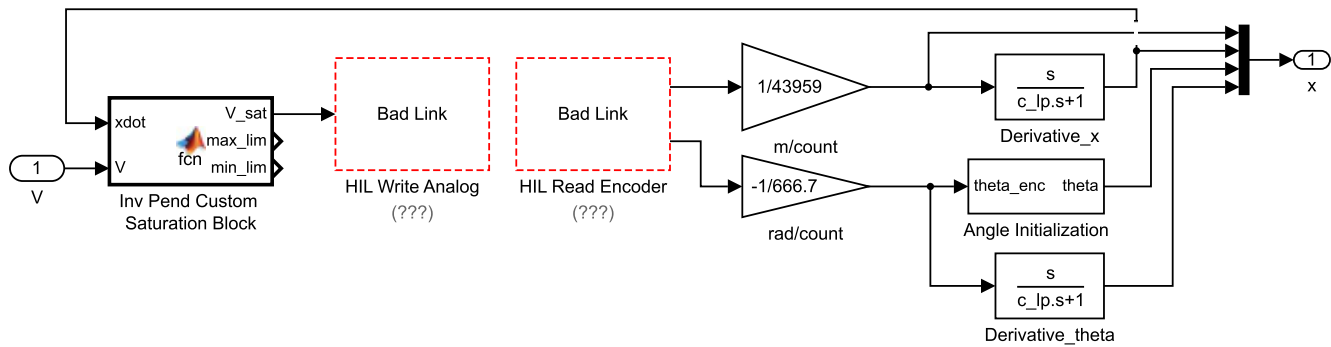 1
V
xdot
V
fcn
V_sat
max_lim
min_lim
Inv Pend Custom
Saturation Block
Bad Link
HIL Write Analog
(???)
Bad Link
HIL Read Encoder
(???)
1/43959
m/count
-1/666.7
rad/count
s
c_lp.s+1
Derivative_x
theta_enc
theta
Angle Initialization
s
c_lp.s+1
Derivative_theta
1
x